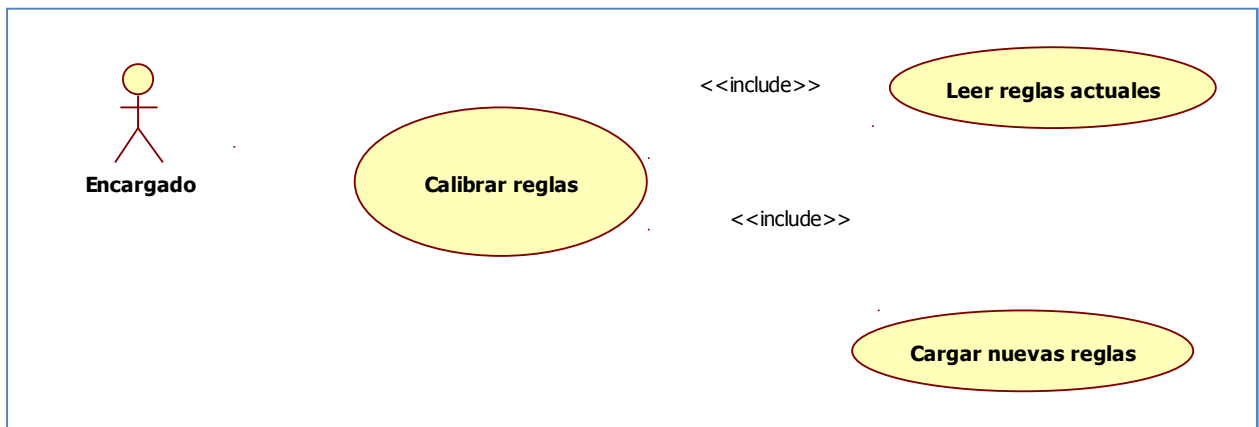 <<include>>
Leer reglas actuales
Encargado
Calibrar reglas
<<include>>
Cargar nuevas reglas